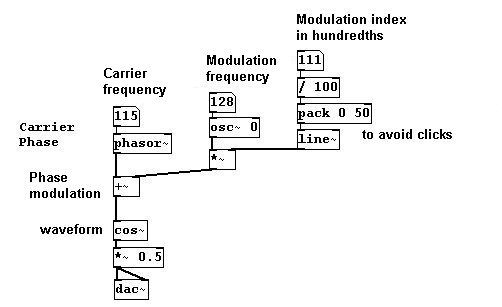 Modulation index
in hundredths
111
Carrier
frequency
Modulation
frequency
/ 100
115
128
pack 0 50
Carrier
Phase
phasor~
osc~ 0
line~
to avoid clicks
*~
Phase
modulation
+~
waveform
cos~
*~ 0.5
dac~